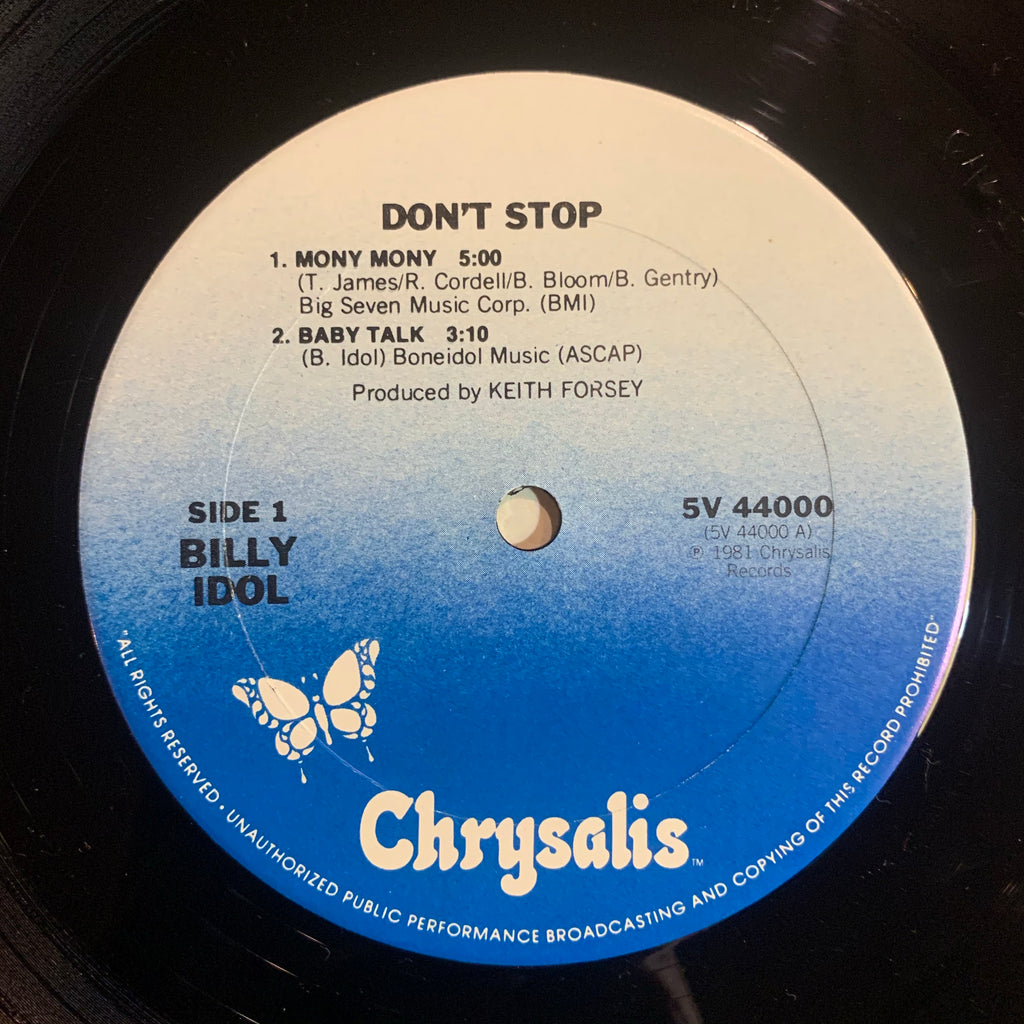 DON'T STOP
1. MONY MONY 5:00
(T. James/R. Cordell/B. Bloom/B. Gentry)
Big Seven Music Corp. (BMI)
2. BABY TALK 3:10
(B. Idol) Boneidol Music (ASCAP)
Produced by KEITH FORSEY
SIDE 1
BILLY
IDOL
5V 44000
(5V 44000 A)
℗ 1981 Chrysalis
Records
Chrysalis™
"ALL RIGHTS RESERVED • UNAUTHORIZED PUBLIC PERFORMANCE BROADCASTING AND COPYING OF THIS RECORD PROHIBITED"